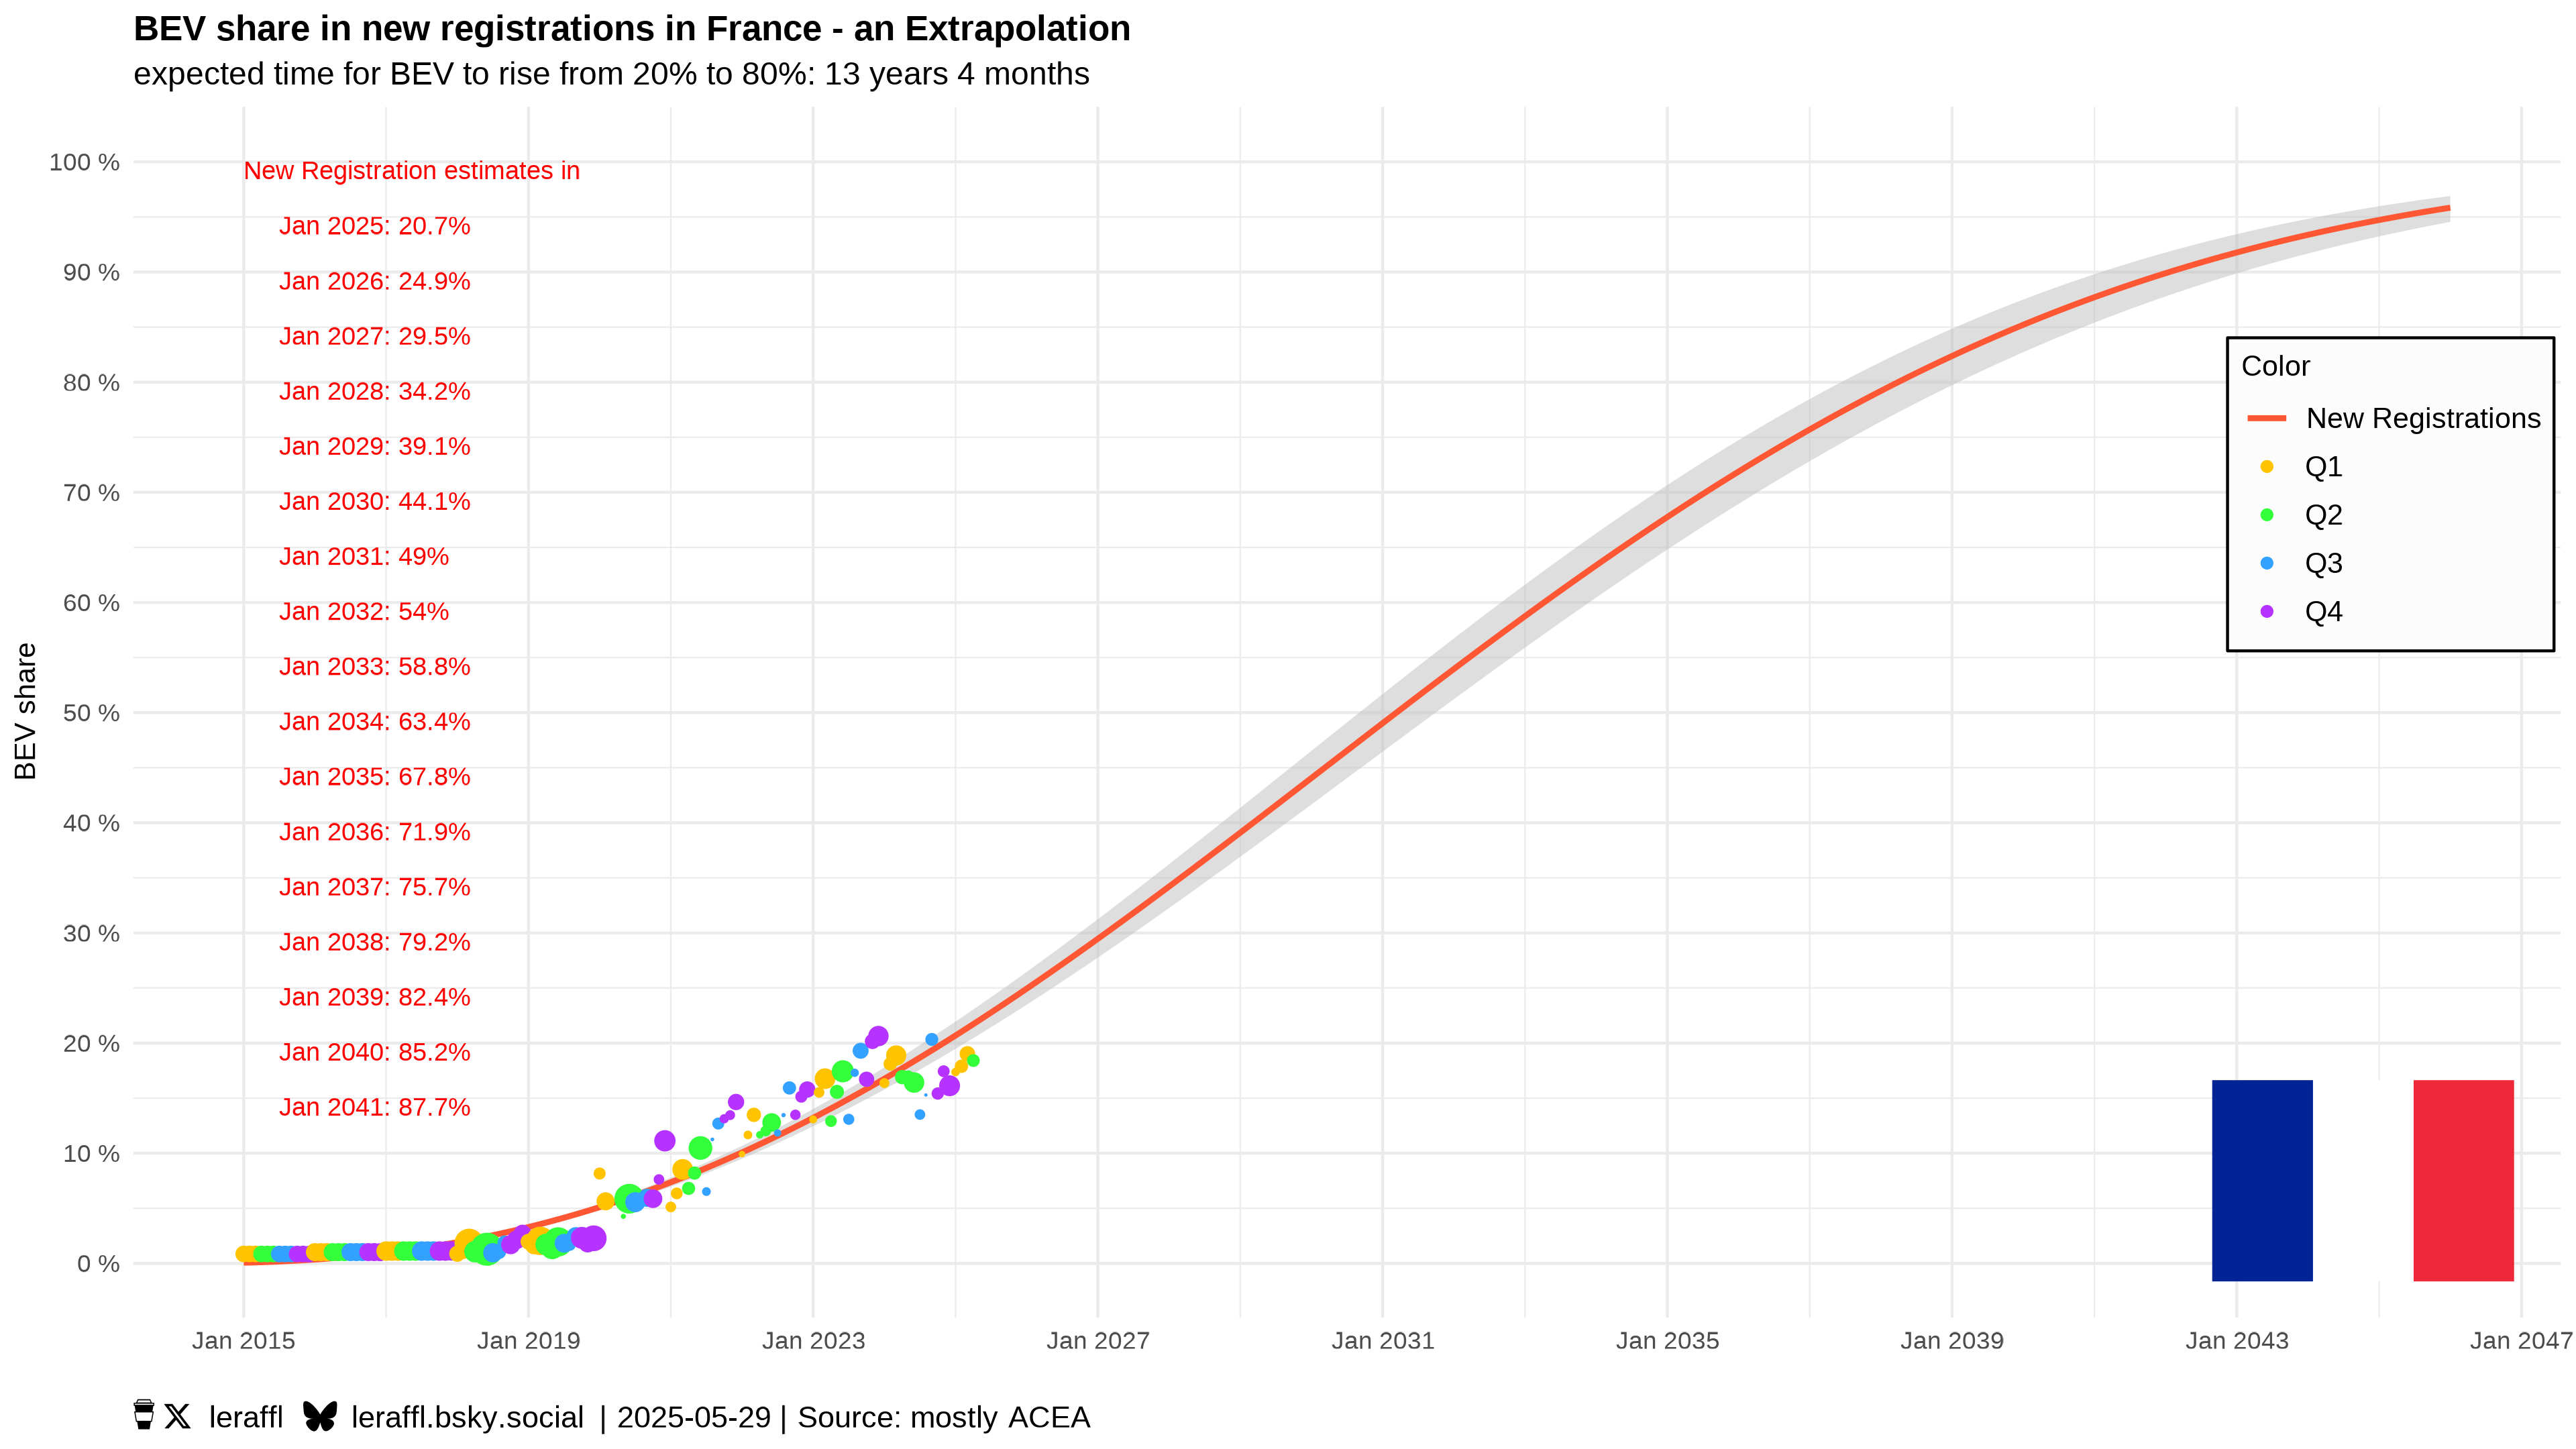 BEV share in new registrations in France - an Extrapolation
expected time for BEV to rise from 20% to 80%: 13 years 4 months
BEV share
100 %
90 %
80 %
70 %
60 %
50 %
40 %
30 %
20 %
10 %
0 %
New Registration estimates in
Jan 2025: 20.7%
Jan 2026: 24.9%
Jan 2027: 29.5%
Jan 2028: 34.2%
Jan 2029: 39.1%
Jan 2030: 44.1%
Jan 2031: 49%
Jan 2032: 54%
Jan 2033: 58.8%
Jan 2034: 63.4%
Jan 2035: 67.8%
Jan 2036: 71.9%
Jan 2037: 75.7%
Jan 2038: 79.2%
Jan 2039: 82.4%
Jan 2040: 85.2%
Jan 2041: 87.7%
Color
New Registrations
Q1
Q2
Q3
Q4
Jan 2015 Jan 2019 Jan 2023 Jan 2027 Jan 2031 Jan 2035 Jan 2039 Jan 2043 Jan 2047
leraffl leraffl.bsky.social | 2025-05-29 | Source: mostly ACEA